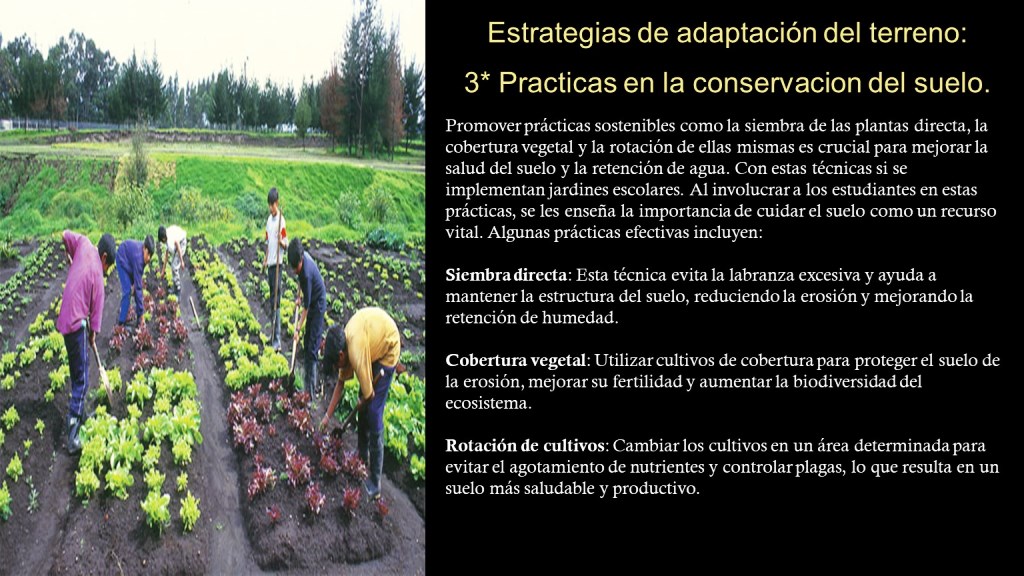 Estrategias de adaptación del terreno:
3* Practicas en la conservacion del suelo.
Promover prácticas sostenibles como la siembra de las plantas directa, la
cobertura vegetal y la rotación de ellas mismas es crucial para mejorar la
salud del suelo y la retención de agua. Con estas técnicas si se
implementan jardines escolares. Al involucrar a los estudiantes en estas
prácticas, se les enseña la importancia de cuidar el suelo como un recurso
vital. Algunas prácticas efectivas incluyen:
Siembra directa: Esta técnica evita la labranza excesiva y ayuda a
mantener la estructura del suelo, reduciendo la erosión y mejorando la
retención de humedad.
Cobertura vegetal: Utilizar cultivos de cobertura para proteger el suelo de
la erosión, mejorar su fertilidad y aumentar la biodiversidad del
ecosistema.
Rotación de cultivos: Cambiar los cultivos en un área determinada para
evitar el agotamiento de nutrientes y controlar plagas, lo que resulta en un
suelo más saludable y productivo.